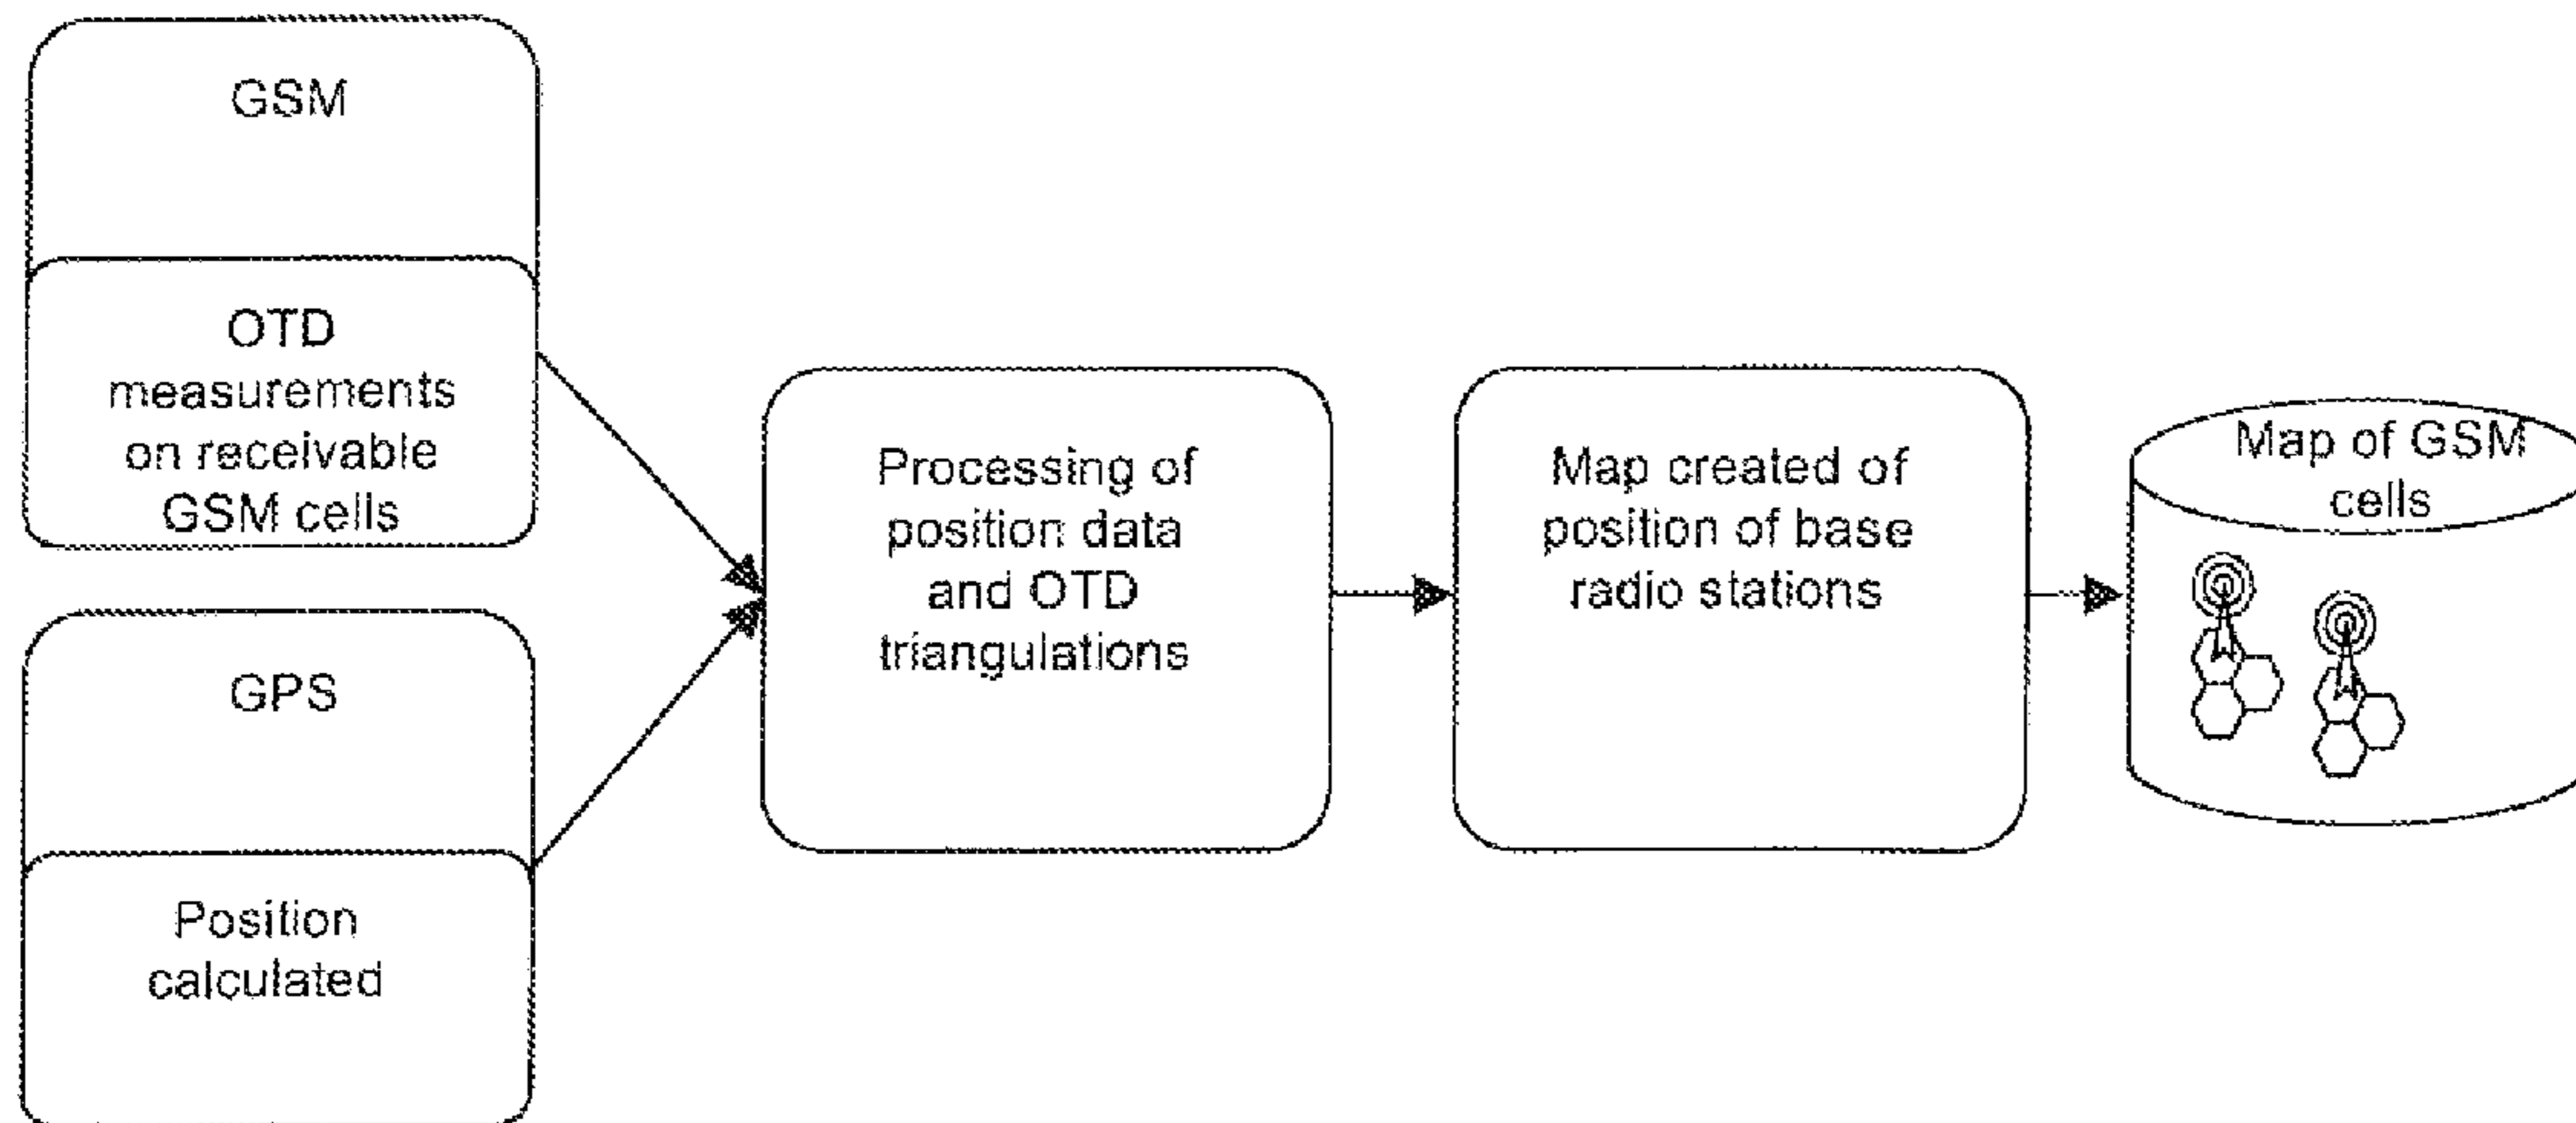 GSM
OTD
measurements
on receivable
GSM cells
GPS
Position
calculated
Processing of
position data
and OTD
triangulations
Map created of
position of base
radio stations
Map of GSM
cells